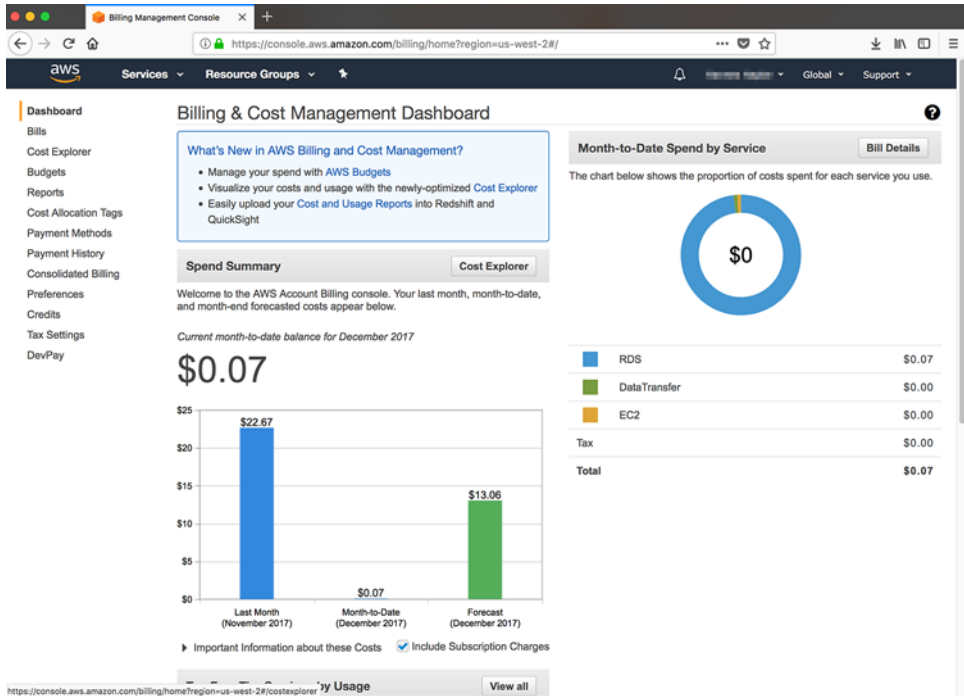 Billing Management Console
https://console.aws.amazon.com/billing/home?region=us-west-2#/
aws
Services
Resource Groups
Global
Support
Dashboard
Bills
Cost Explorer
Budgets
Reports
Cost Allocation Tags
Payment Methods
Payment History
Consolidated Billing
Preferences
Credits
Tax Settings
DevPay
Billing & Cost Management Dashboard
What's New in AWS Billing and Cost Management?
• Manage your spend with AWS Budgets
• Visualize your costs and usage with the newly-optimized Cost Explorer
• Easily upload your Cost and Usage Reports into Redshift and
QuickSight
Spend Summary
Cost Explorer
Welcome to the AWS Account Billing console. Your last month, month-to-date,
and month-end forecasted costs appear below.
Current month-to-date balance for December 2017
$0.07
$25
$20
$15
$10
$5
$0
$22.67
$0.07
$13.06
Last Month
(November 2017)
Month-to-Date
(December 2017)
Forecast
(December 2017)
Important Information about these Costs
Include Subscription Charges
by Usage
View all
Month-to-Date Spend by Service
Bill Details
The chart below shows the proportion of costs spent for each service you use.
$0
RDS $0.07
DataTransfer $0.00
EC2 $0.00
Tax $0.00
Total $0.07
https://console.aws.amazon.com/billing/home?region=us-west-2#/costexplorer